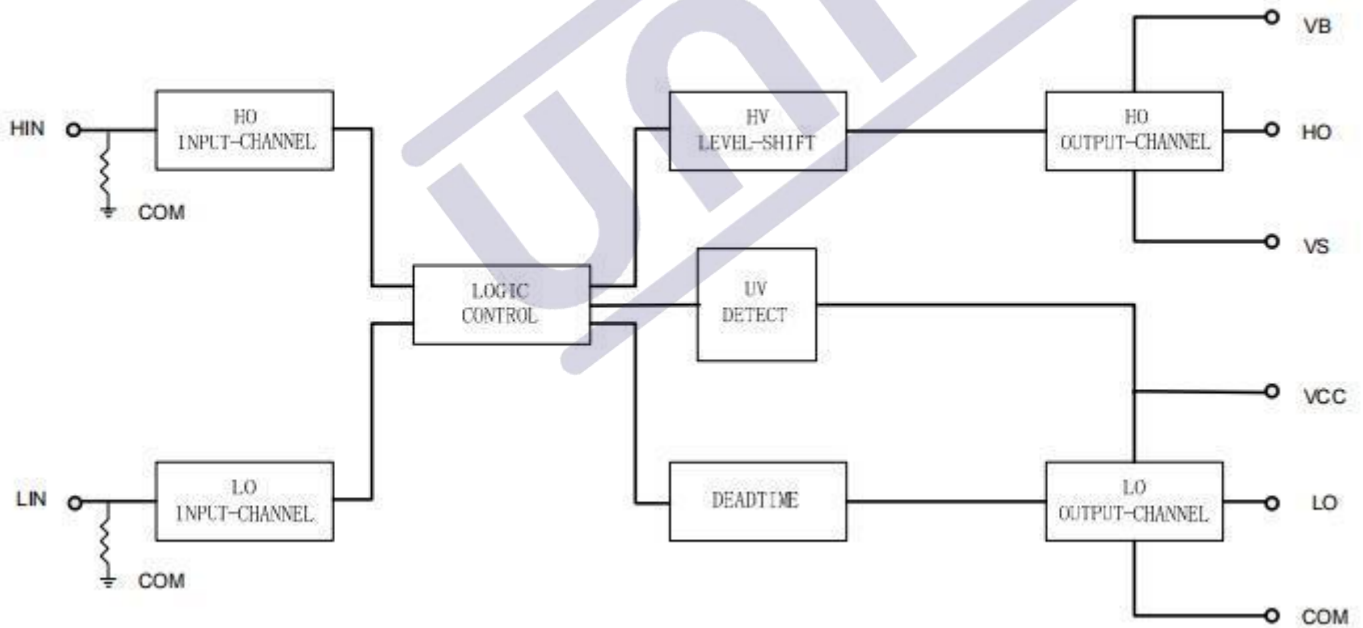 VB
HIN
HO
INPUT-CHANNEL
HV
LEVEL-SHIFT
HO
OUTPUT-CHANNEL
HO
COM
VS
LOGIC
CONTROL
UV
DETECT
VCC
LIN
LO
INPUT-CHANNEL
DEADTIME
LO
OUTPUT-CHANNEL
LO
COM
COM